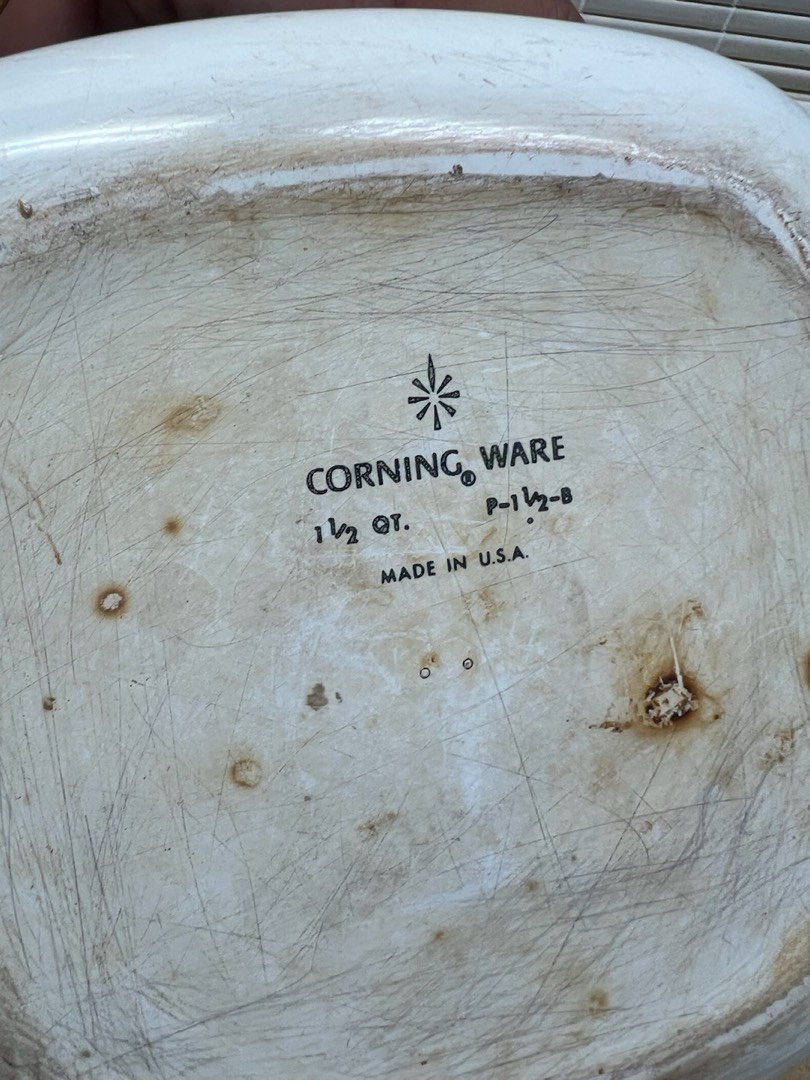 CORNING® WARE
1 1/2 QT. P-1 1/2-B
MADE IN U.S.A.